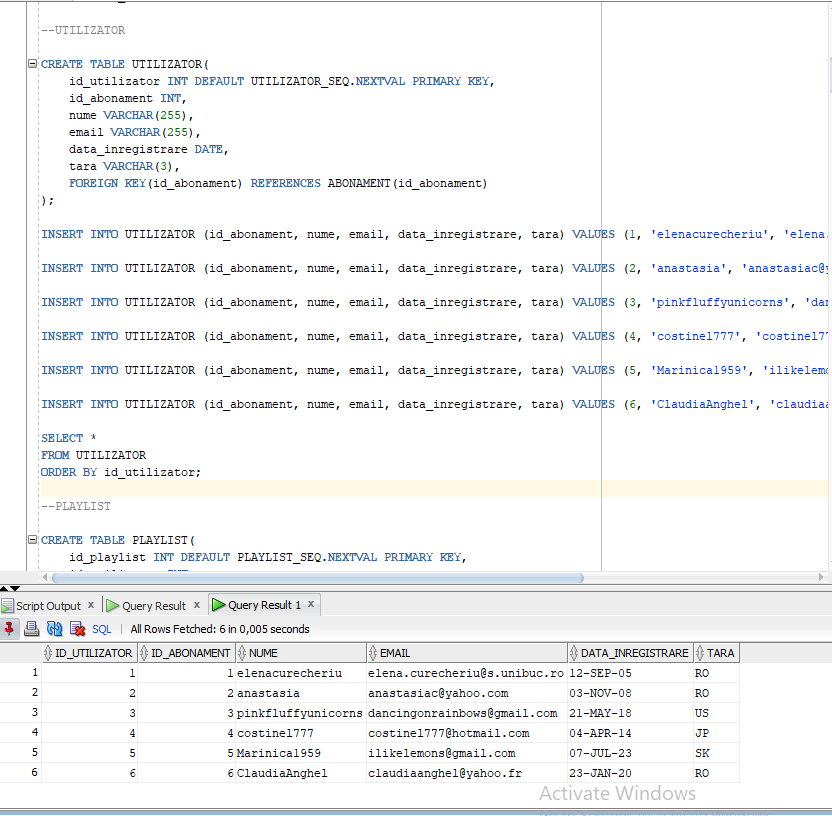 --UTILIZATOR
CREATE TABLE UTILIZATOR(
id_utilizator INT DEFAULT UTILIZATOR_SEQ.NEXTVAL PRIMARY KEY,
id_abonament INT,
nume VARCHAR(255),
email VARCHAR(255),
data_inregistrare DATE,
tara VARCHAR(3),
FOREIGN KEY(id_abonament) REFERENCES ABONAMENT(id_abonament)
);
INSERT INTO UTILIZATOR (id_abonament, nume, email, data_inregistrare, tara) VALUES (1, 'elenacurecheriu', 'elena.
INSERT INTO UTILIZATOR (id_abonament, nume, email, data_inregistrare, tara) VALUES (2, 'anastasia', 'anastasiac@y
INSERT INTO UTILIZATOR (id_abonament, nume, email, data_inregistrare, tara) VALUES (3, 'pinkfluffyunicorns', 'dan
INSERT INTO UTILIZATOR (id_abonament, nume, email, data_inregistrare, tara) VALUES (4, 'costinel777', 'costinel77
INSERT INTO UTILIZATOR (id_abonament, nume, email, data_inregistrare, tara) VALUES (5, 'Marinica1959', 'ilikelemo
INSERT INTO UTILIZATOR (id_abonament, nume, email, data_inregistrare, tara) VALUES (6, 'ClaudiaAnghel', 'claudiaa
SELECT *
FROM UTILIZATOR
ORDER BY id_utilizator;
--PLAYLIST
CREATE TABLE PLAYLIST(
id_playlist INT DEFAULT PLAYLIST_SEQ.NEXTVAL PRIMARY KEY,
Script Output x Query Result x Query Result 1 x
SQL | All Rows Fetched: 6 in 0,005 seconds
ID_UTILIZATOR ID_ABONAMENT NUME EMAIL DATA_INREGISTRARE TARA
1 1 1 elenacurecheriu elena.curecheriu@s.unibuc.ro 12-SEP-05 RO
2 2 2 anastasia anastasiac@yahoo.com 03-NOV-08 RO
3 3 3 pinkfluffyunicorns dancingonrainbows@gmail.com 21-MAY-18 US
4 4 4 costinel777 costinel777@hotmail.com 04-APR-14 JP
5 5 5 Marinica1959 ilikelemons@gmail.com 07-JUL-23 SK
6 6 6 ClaudiaAnghel claudiaanghel@yahoo.fr 23-JAN-20 RO
Activate Windows